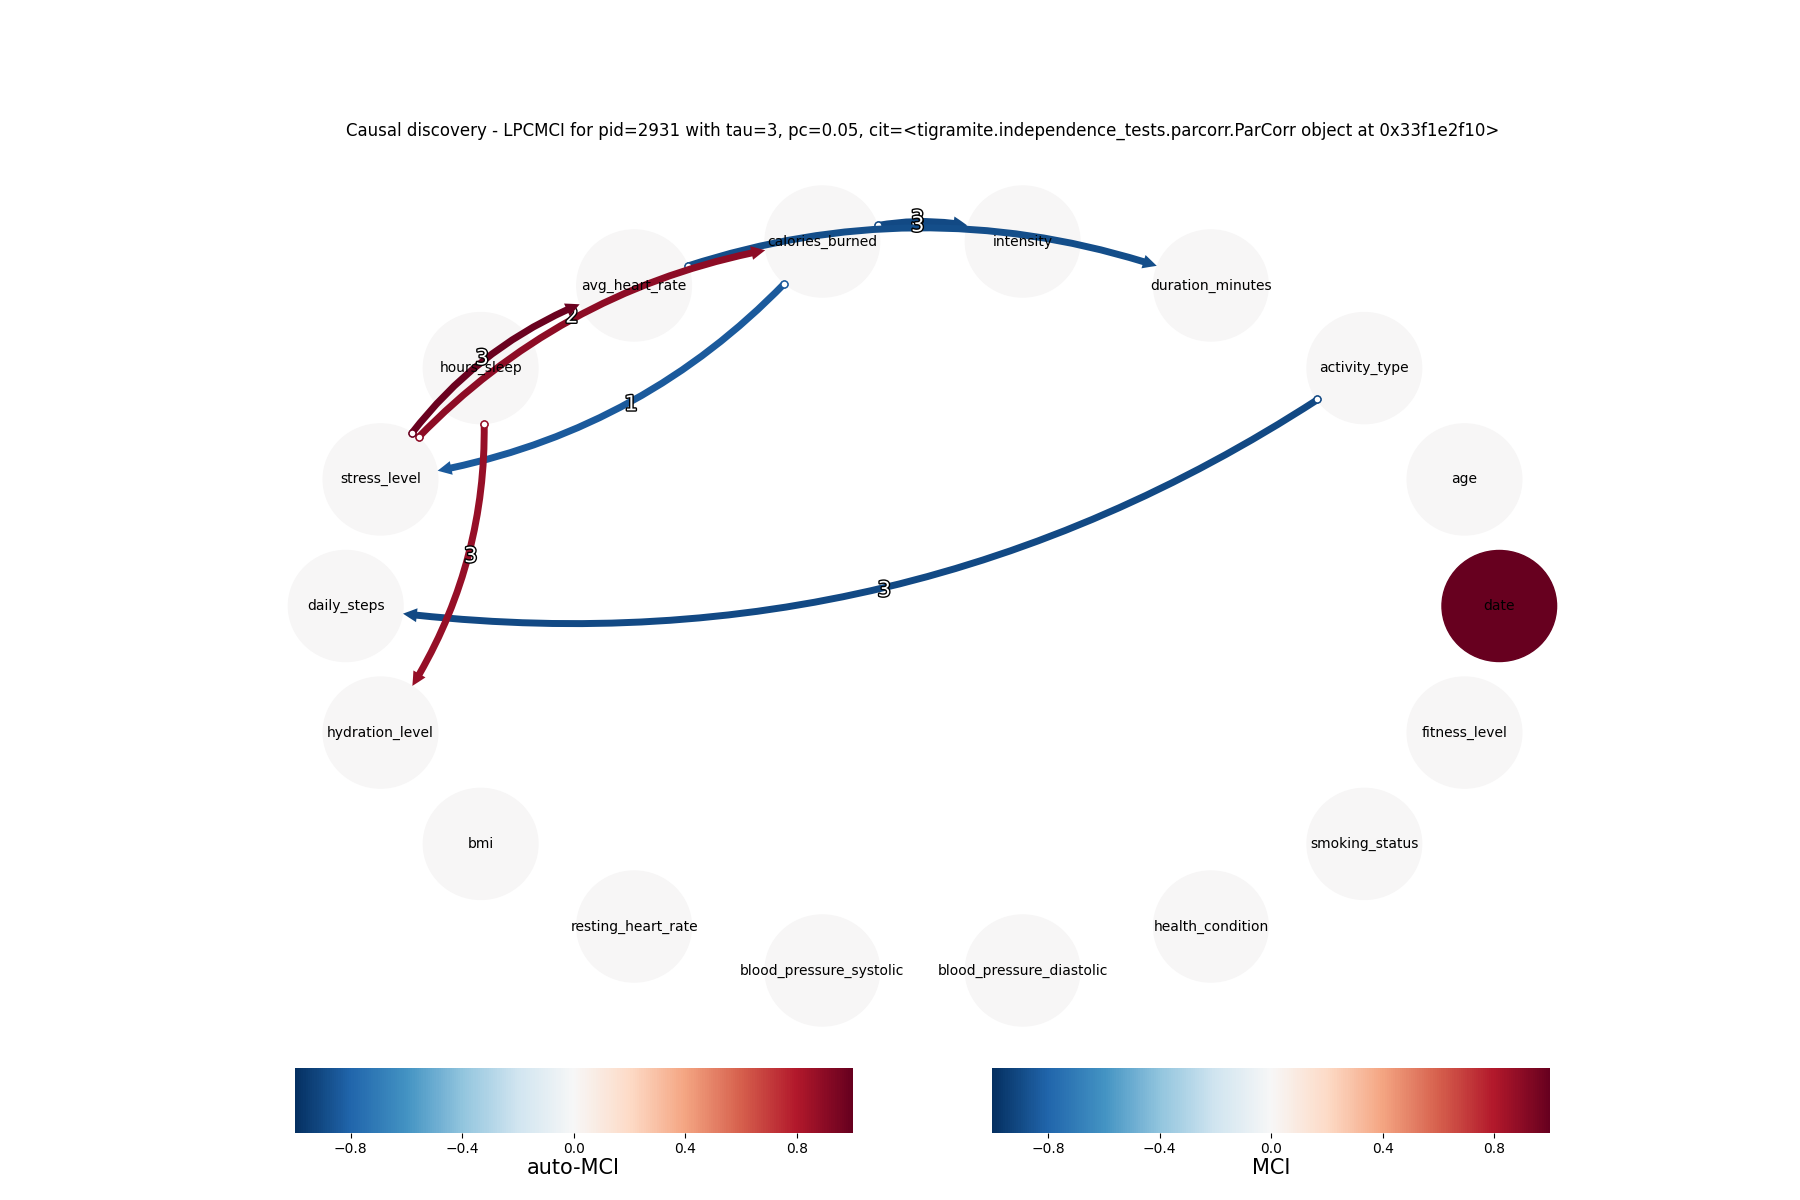 Causal discovery - LPCMCI for pid=2931 with tau=3, pc=0.05, cit=<tigramite.independence_tests.parcorr.ParCorr object at 0x33f1e2f10>
calories_burned
intensity
avg_heart_rate
duration_minutes
hours_sleep
activity_type
stress_level
age
daily_steps
date
hydration_level
fitness_level
bmi
smoking_status
resting_heart_rate
health_condition
blood_pressure_systolic
blood_pressure_diastolic
3
2
3
1
3
3
−0.8 −0.4 0.0 0.4 0.8
auto-MCI
−0.8 −0.4 0.0 0.4 0.8
MCI